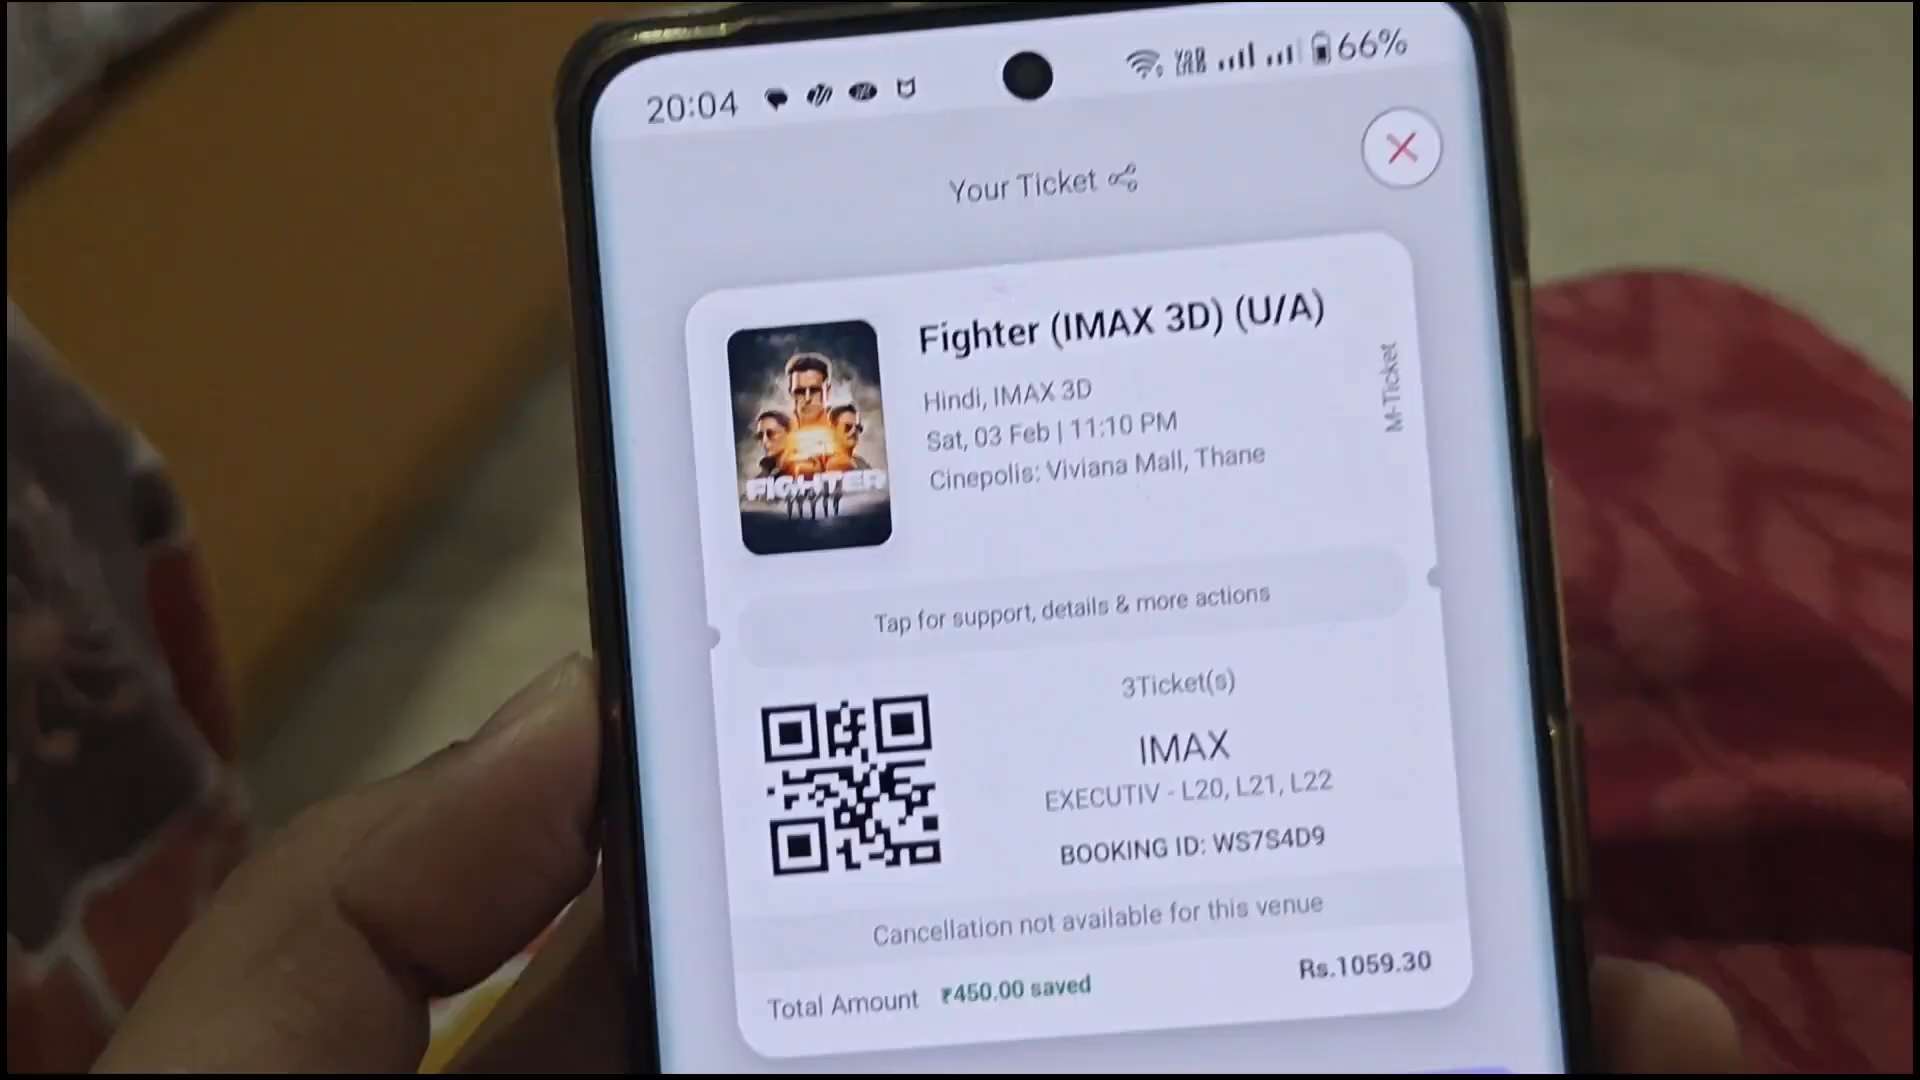 20:04
66%
Your Ticket
Fighter (IMAX 3D) (U/A)
Hindi, IMAX 3D
Sat, 03 Feb | 11:10 PM
Cinepolis: Viviana Mall, Thane
M-Ticket
FIGHTER
Tap for support, details & more actions
3Ticket(s)
IMAX
EXECUTIV - L20, L21, L22
BOOKING ID: WS7S4D9
Cancellation not available for this venue
Total Amount ₹450.00 saved Rs.1059.30